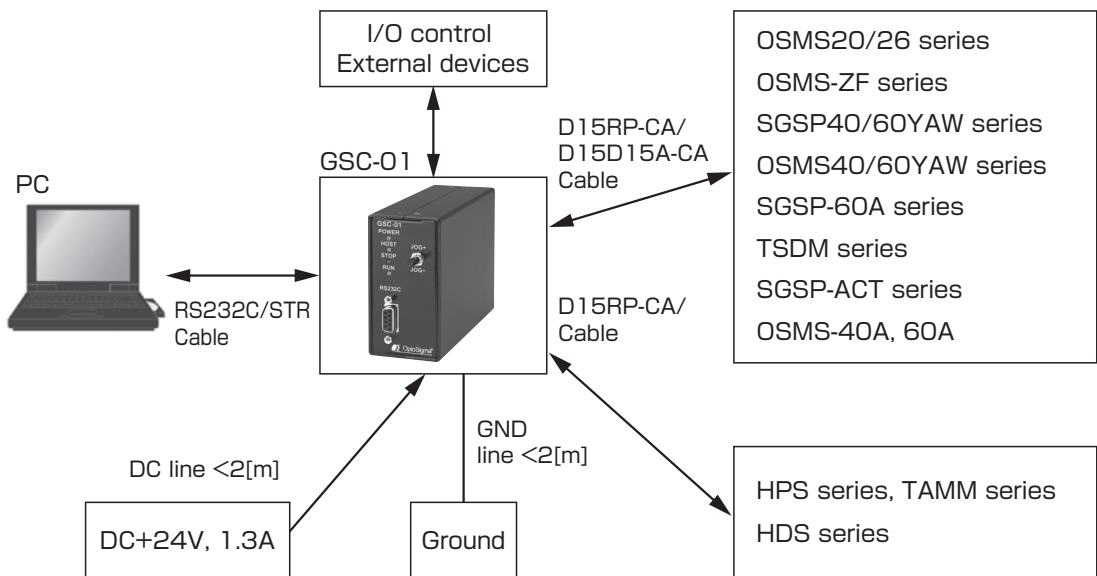 I/O control
External devices
OSMS20/26 series
OSMS-ZF series
SGSP40/60YAW series
OSMS40/60YAW series
SGSP-60A series
TSDM series
SGSP-ACT series
OSMS-40A, 60A
D15RP-CA/
D15D15A-CA
Cable
GSC-01
PC
GSC-01
POWER
HOST
STOP
RUN
JOG+
JOG−
RS232C
OptoSigma
RS232C/STR
Cable
D15RP-CA/
Cable
GND
line <2[m]
DC line <2[m]
DC+24V, 1.3A
Ground
HPS series, TAMM series
HDS series